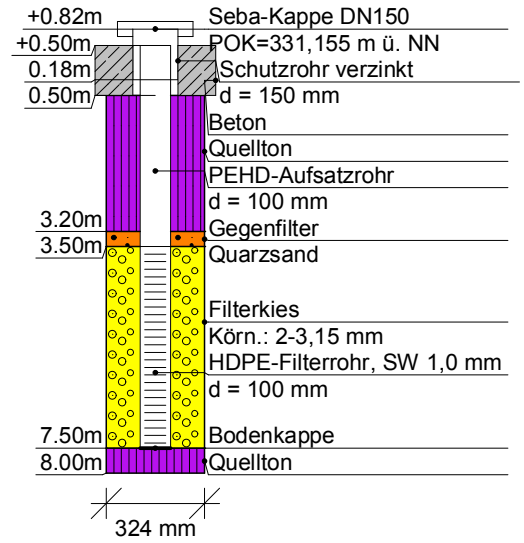 +0.82m Seba-Kappe DN150
+0.50m POK=331,155 m ü. NN
0.18m Schutzrohr verzinkt
0.50m d = 150 mm
Beton
Quellton
PEHD-Aufsatzrohr
d = 100 mm
3.20m Gegenfilter
3.50m Quarzsand
Filterkies
Körn.: 2-3,15 mm
HDPE-Filterrohr, SW 1,0 mm
d = 100 mm
7.50m Bodenkappe
8.00m Quellton
324 mm